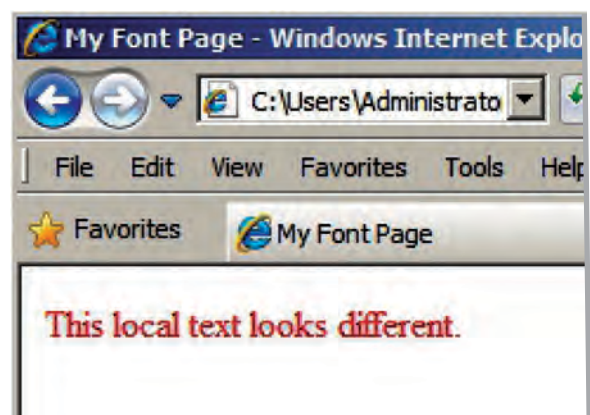 My Font Page - Windows Internet Explo
C:\Users\Administrato
File Edit View Favorites Tools Help
Favorites My Font Page
This local text looks different.